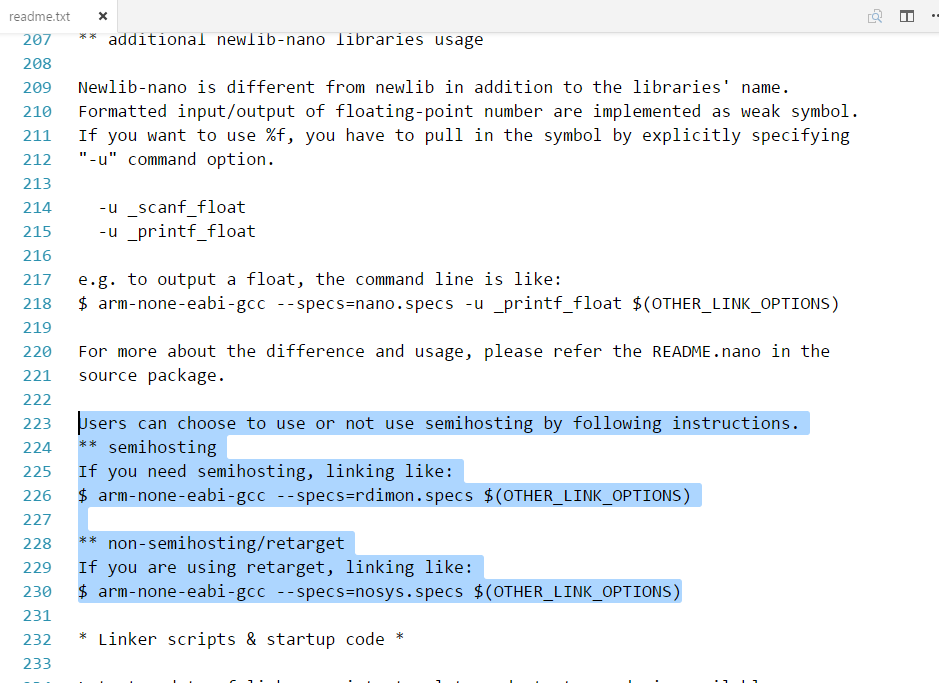 readme.txt
207 ** additional newlib-nano libraries usage
208
209 Newlib-nano is different from newlib in addition to the libraries' name.
210 Formatted input/output of floating-point number are implemented as weak symbol.
211 If you want to use %f, you have to pull in the symbol by explicitly specifying
212 "-u" command option.
213
214   -u _scanf_float
215   -u _printf_float
216
217 e.g. to output a float, the command line is like:
218 $ arm-none-eabi-gcc --specs=nano.specs -u _printf_float $(OTHER_LINK_OPTIONS)
219
220 For more about the difference and usage, please refer the README.nano in the
221 source package.
222
223 Users can choose to use or not use semihosting by following instructions.
224 ** semihosting
225 If you need semihosting, linking like:
226 $ arm-none-eabi-gcc --specs=rdimon.specs $(OTHER_LINK_OPTIONS)
227
228 ** non-semihosting/retarget
229 If you are using retarget, linking like:
230 $ arm-none-eabi-gcc --specs=nosys.specs $(OTHER_LINK_OPTIONS)
231
232 * Linker scripts & startup code *
233